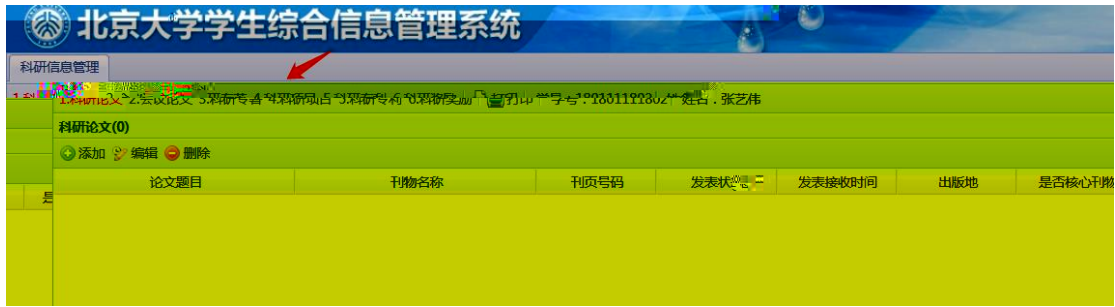 北京大学学生综合信息管理系统
科研信息管理
1.科研论文 2.会议论文 3.科研专著 4.科研项目 5.科研专利 6.科研奖励 打印 学号: 姓名:张艺伟
科研论文(0)
添加 编辑 删除
论文题目 刊物名称 刊页号码 发表状 发表接收时间 出版地 是否核心刊物